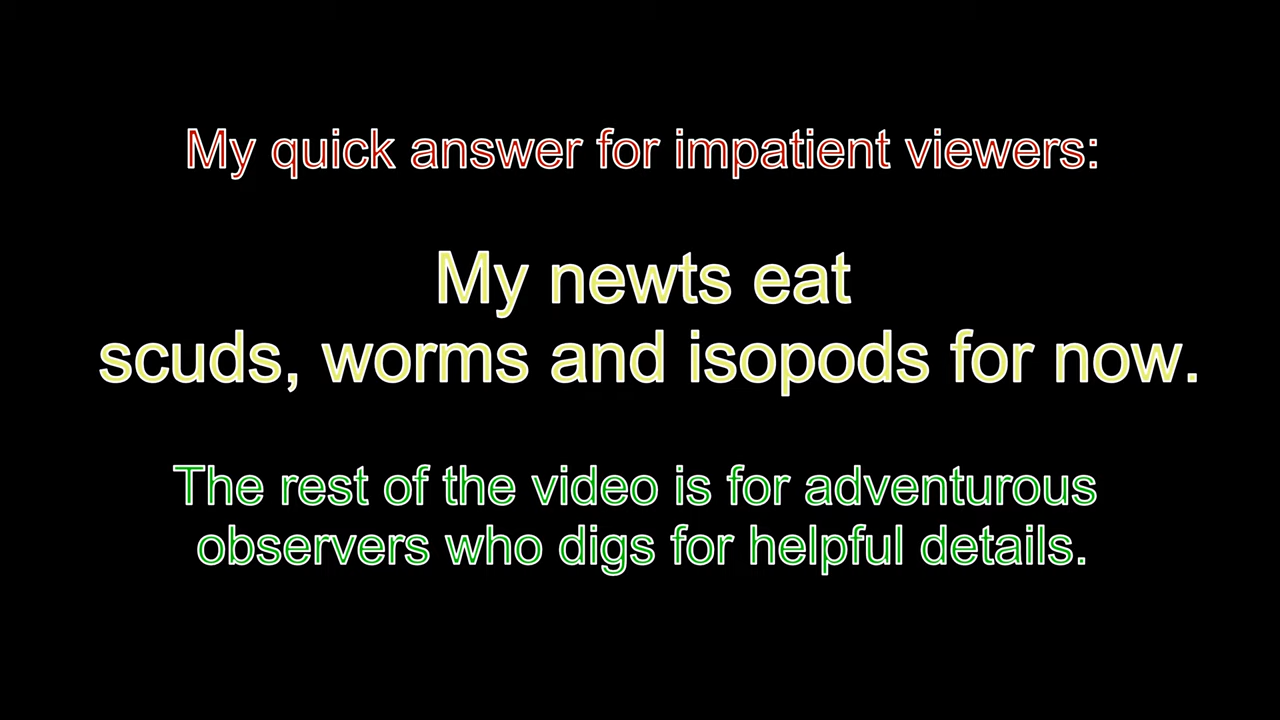 My quick answer for impatient viewers:
My newts eat
scuds, worms and isopods for now.
The rest of the video is for adventurous
observers who digs for helpful details.